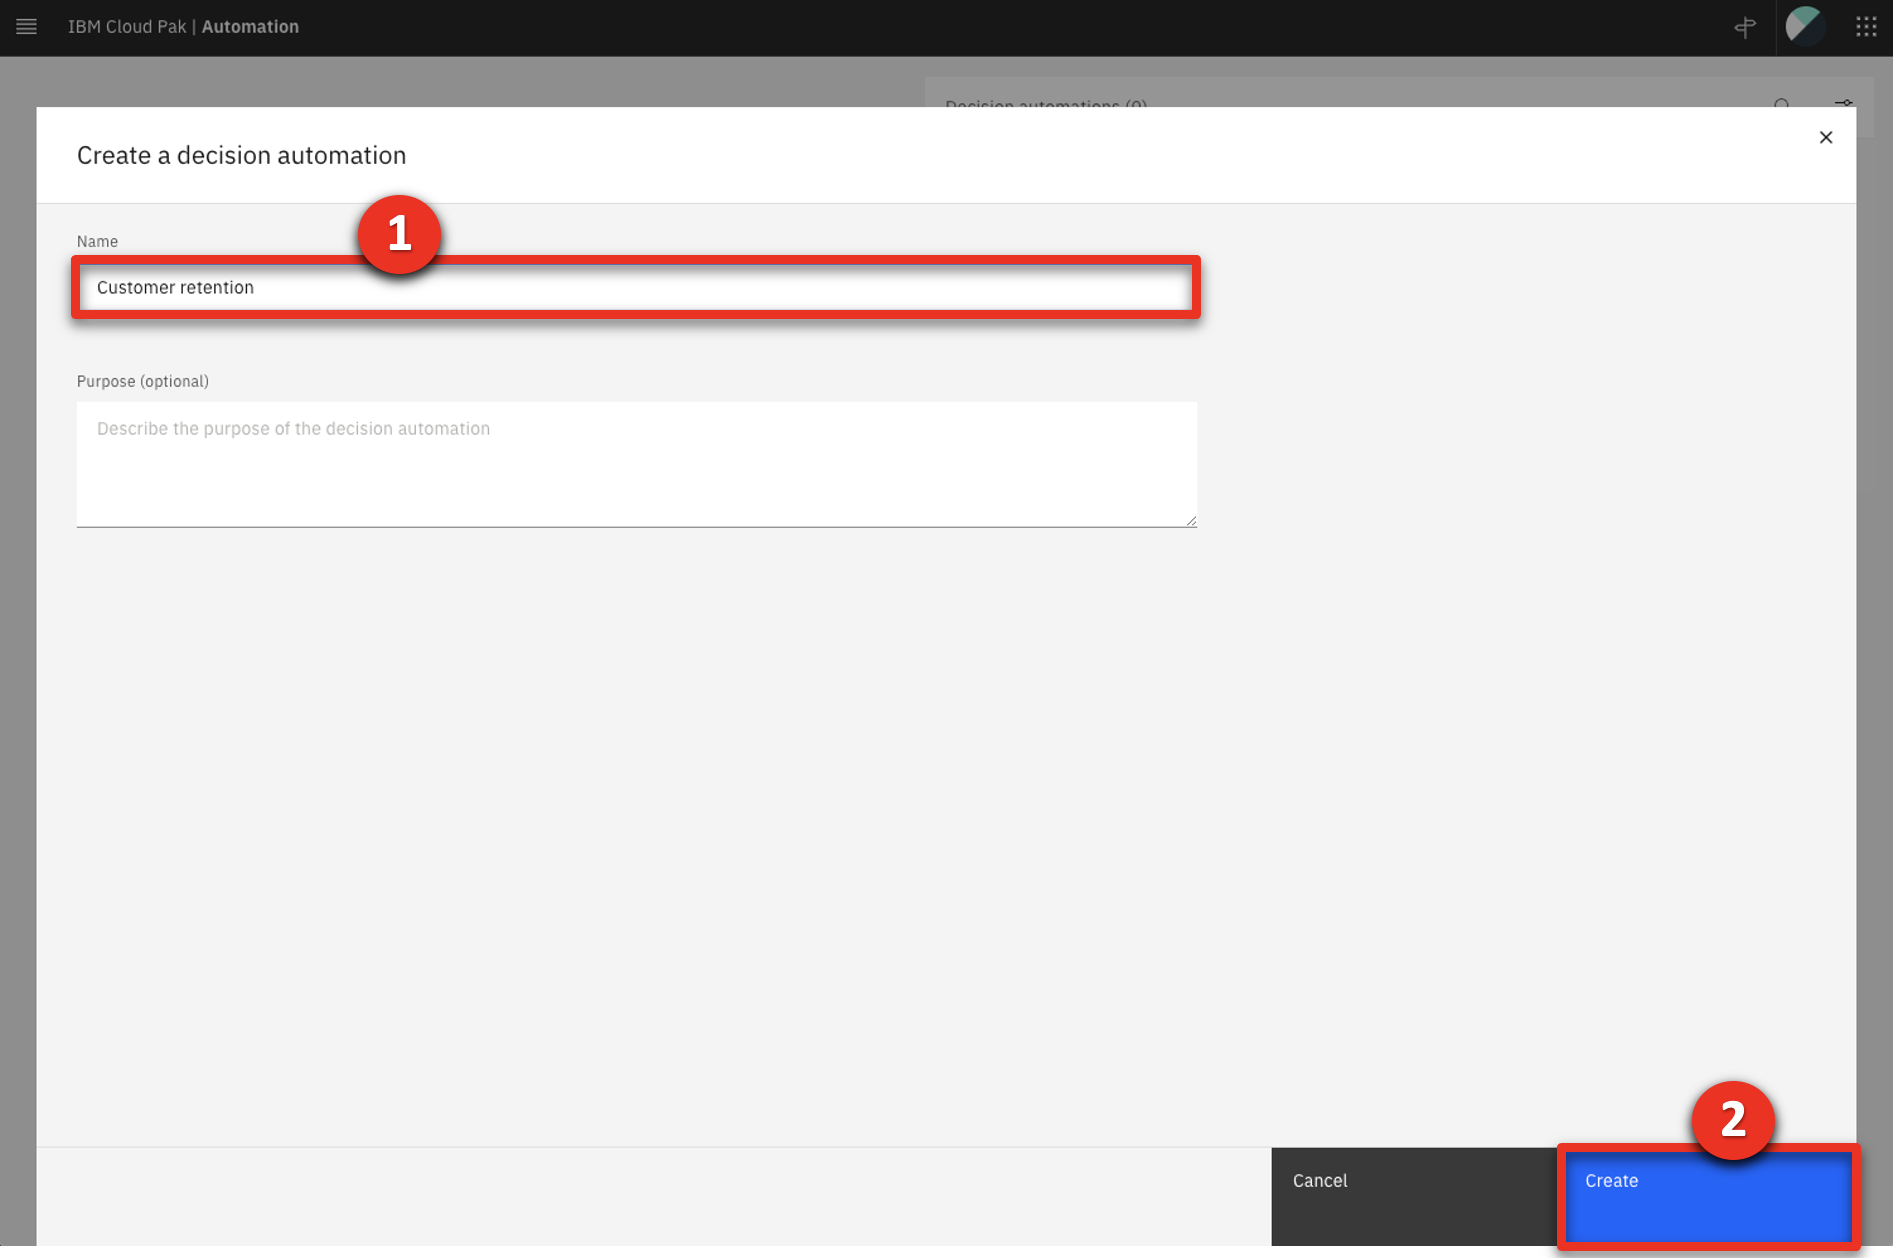 IBM Cloud Pak | Automation
Decision automations (0)
Create a decision automation
1
Name
Customer retention
Purpose (optional)
Describe the purpose of the decision automation
2
Cancel
Create